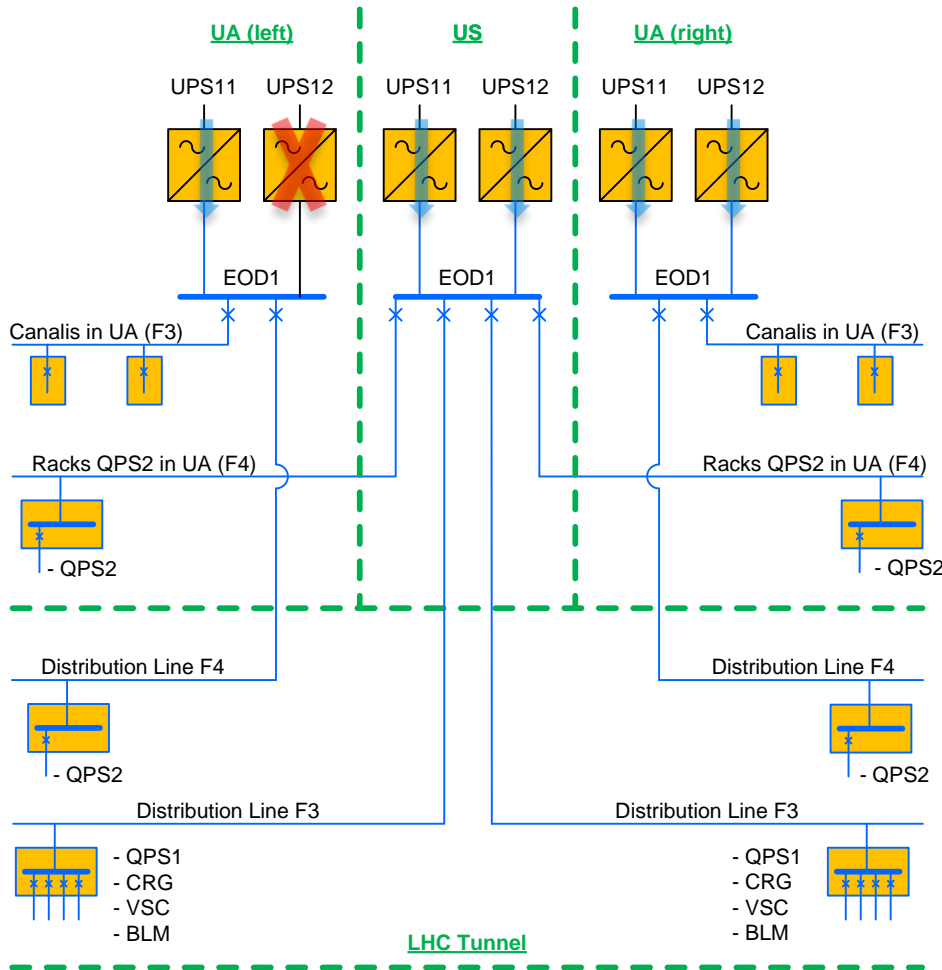 UA (left)
US
UA (right)
UPS11
UPS12
UPS11
UPS12
UPS11
UPS12
EOD1
EOD1
EOD1
Canalis in UA (F3)
Canalis in UA (F3)
Racks QPS2 in UA (F4)
Racks QPS2 in UA (F4)
- QPS2
- QPS2
Distribution Line F4
Distribution Line F4
- QPS2
- QPS2
Distribution Line F3
Distribution Line F3
- QPS1
- CRG
- VSC
- BLM
- QPS1
- CRG
- VSC
- BLM
LHC Tunnel